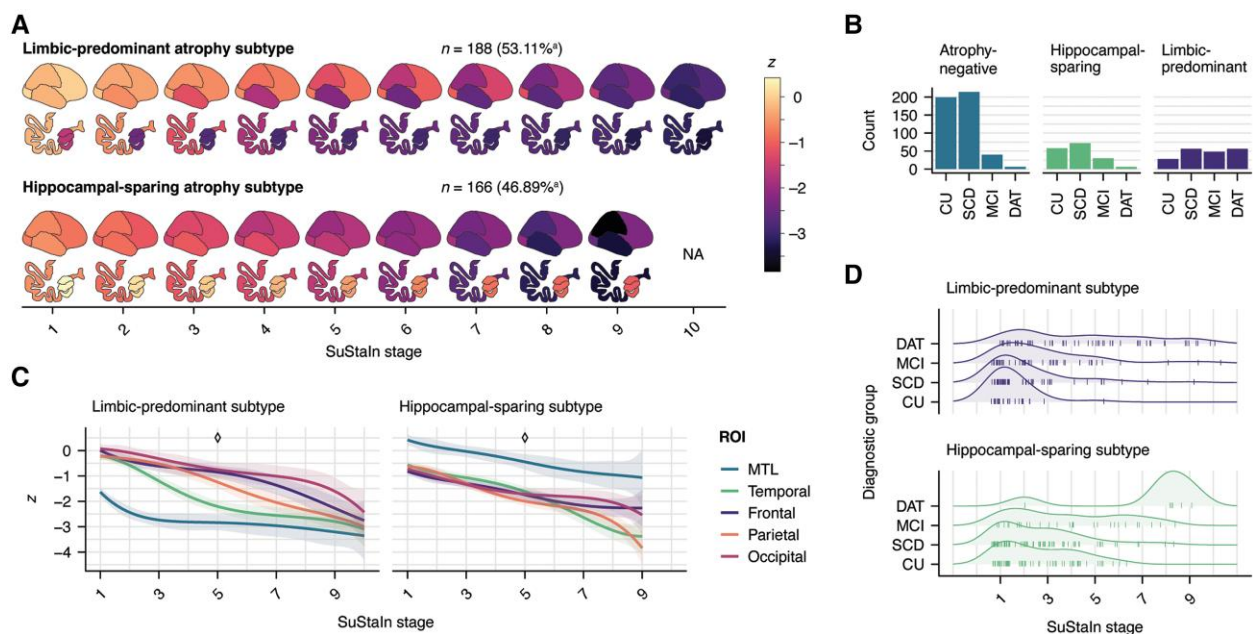 A
Limbic-predominant atrophy subtype
n = 188 (53.11%ᵃ)
Hippocampal-sparing atrophy subtype
n = 166 (46.89%ᵃ)
NA
1 2 3 4 5 6 7 8 9 10
SuStaIn stage
z
0
−1
−2
−3
B
Atrophy-
negative
Hippocampal-
sparing
Limbic-
predominant
Count
200
150
100
50
0
CU SCD MCI DAT CU SCD MCI DAT CU SCD MCI DAT
C
Limbic-predominant subtype
Hippocampal-sparing subtype
z
0
−1
−2
−3
−4
1 3 5 7 9 1 3 5 7 9
SuStaIn stage
ROI
MTL
Temporal
Frontal
Parietal
Occipital
D
Limbic-predominant subtype
DAT
MCI
SCD
CU
Diagnostic group
Hippocampal-sparing subtype
DAT
MCI
SCD
CU
1 3 5 7 9
SuStaIn stage